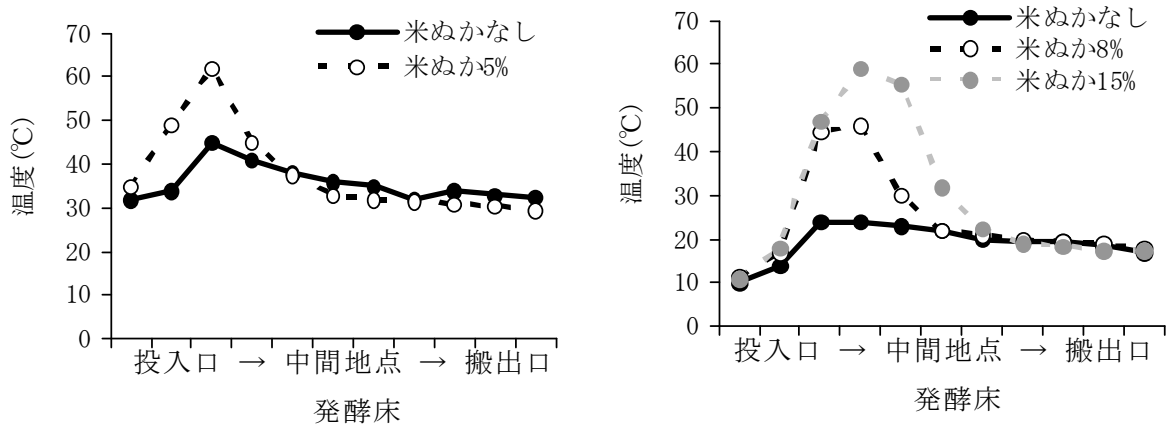 米ぬかなし
米ぬか5%
70
60
50
40
30
20
10
0
温度(℃)
投入口 → 中間地点 → 搬出口
発酵床
米ぬかなし
米ぬか8%
米ぬか15%
70
60
50
40
30
20
10
0
温度(℃)
投入口 → 中間地点 → 搬出口
発酵床